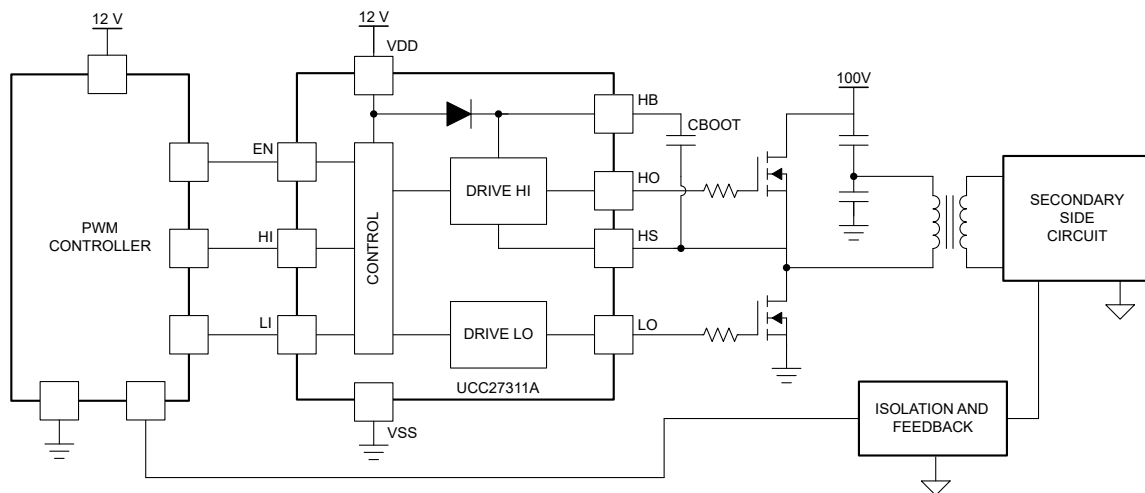 12 V
12 V
VDD
100V
HB
CBOOT
EN
DRIVE HI
HO
PWM
CONTROLLER
HI
CONTROL
HS
SECONDARY
SIDE
CIRCUIT
LI
DRIVE LO
LO
UCC27311A
VSS
ISOLATION AND
FEEDBACK